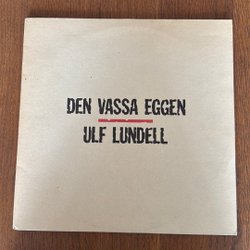 DEN VASSA EGGEN
ULF LUNDELL